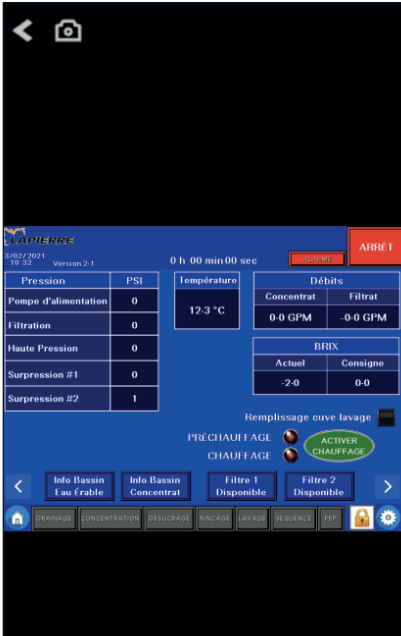 LAPIERRE
3/02/2021
10:32 Version 2-1
0 h 00 min 00 sec
ALARME
ARRÊT
Pression PSI
Pompe d'alimentation 0
Filtration 0
Haute Pression 0
Surpression #1 0
Surpression #2 1
Température
12-3 °C
Débits
Concentrat Filtrat
0-0 GPM -0-0 GPM
BRIX
Actuel Consigne
-2-0 0-0
Remplissage cuve lavage
PRÉCHAUFFAGE
CHAUFFAGE
ACTIVER
CHAUFFAGE
Info Bassin
Eau Érable
Info Bassin
Concentrat
Filtre 1
Disponible
Filtre 2
Disponible
DRAINAGE CONCENTRATION DESUCRAGE RINCAGE LAVAGE SEQUENCE PEP